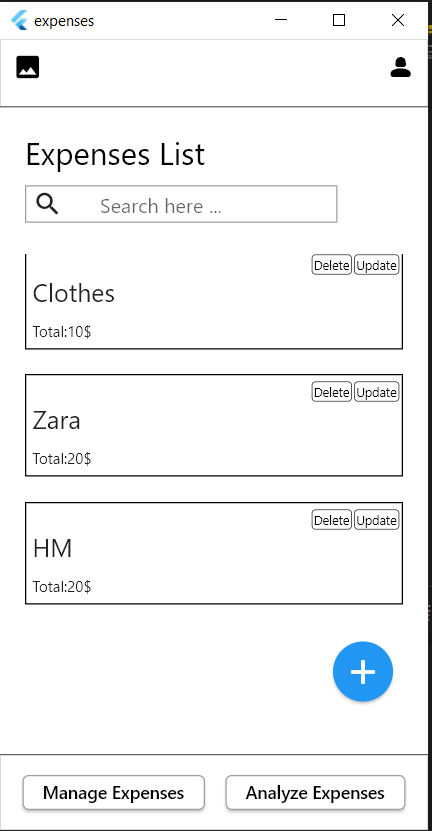 expenses
Expenses List
Search here ...
Delete Update
Clothes
Total:10$
Delete Update
Zara
Total:20$
Delete Update
HM
Total:20$
Manage Expenses Analyze Expenses